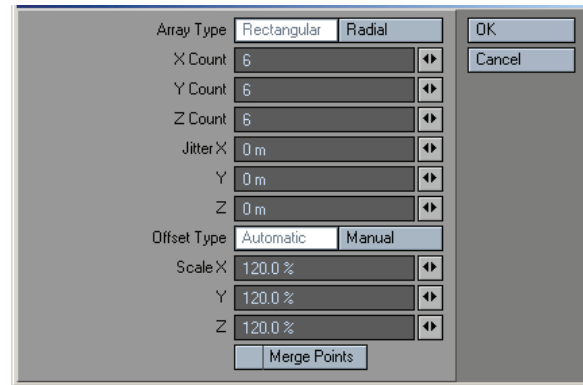 Array Type Rectangular Radial OK
X Count 6 Cancel
Y Count 6
Z Count 6
Jitter X 0 m
Y 0 m
Z 0 m
Offset Type Automatic Manual
Scale X 120.0 %
Y 120.0 %
Z 120.0 %
Merge Points